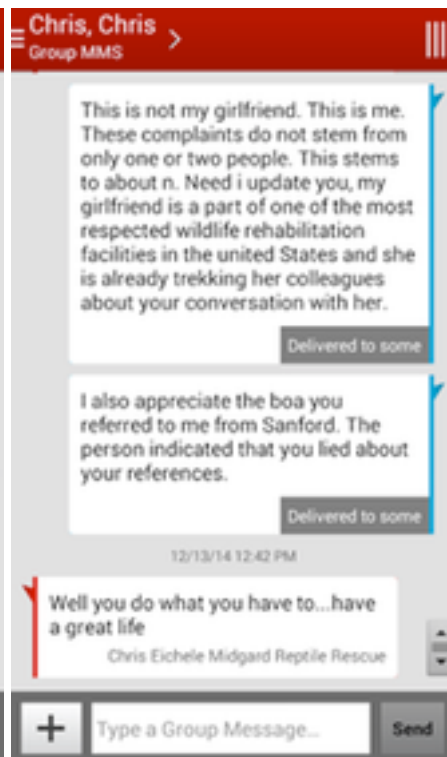 Chris, Chris
Group MMS
This is not my girlfriend. This is me.
These complaints do not stem from
only one or two people. This stems
to about n. Need i update you, my
girlfriend is a part of one of the most
respected wildlife rehabilitation
facilities in the united States and she
is already trekking her colleagues
about your conversation with her.
Delivered to some
I also appreciate the boa you
referred to me from Sanford. The
person indicated that you lied about
your references.
Delivered to some
12/13/14 12:42 PM
Well you do what you have to...have
a great life
Chris Eichele Midgard Reptile Rescue
Type a Group Message...
Send